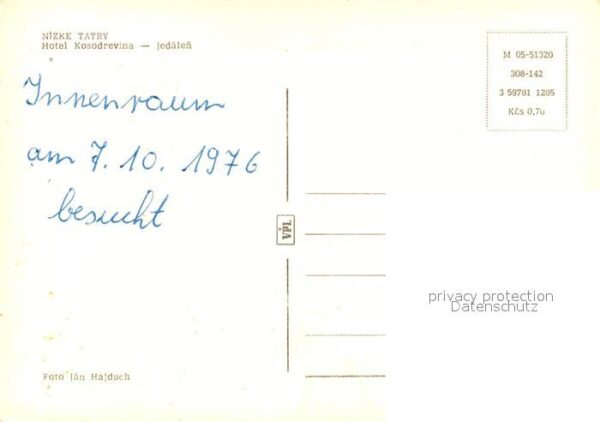 NÍZKE TATRY
Hotel Kosodrevina — jedáleň
M 05-51320
308-142
3 59781 1265
Kčs 0,70
Innenraum
am 7. 10. 1976
besucht
VPL
privacy protection
Datenschutz
Foto Ján Hajduch